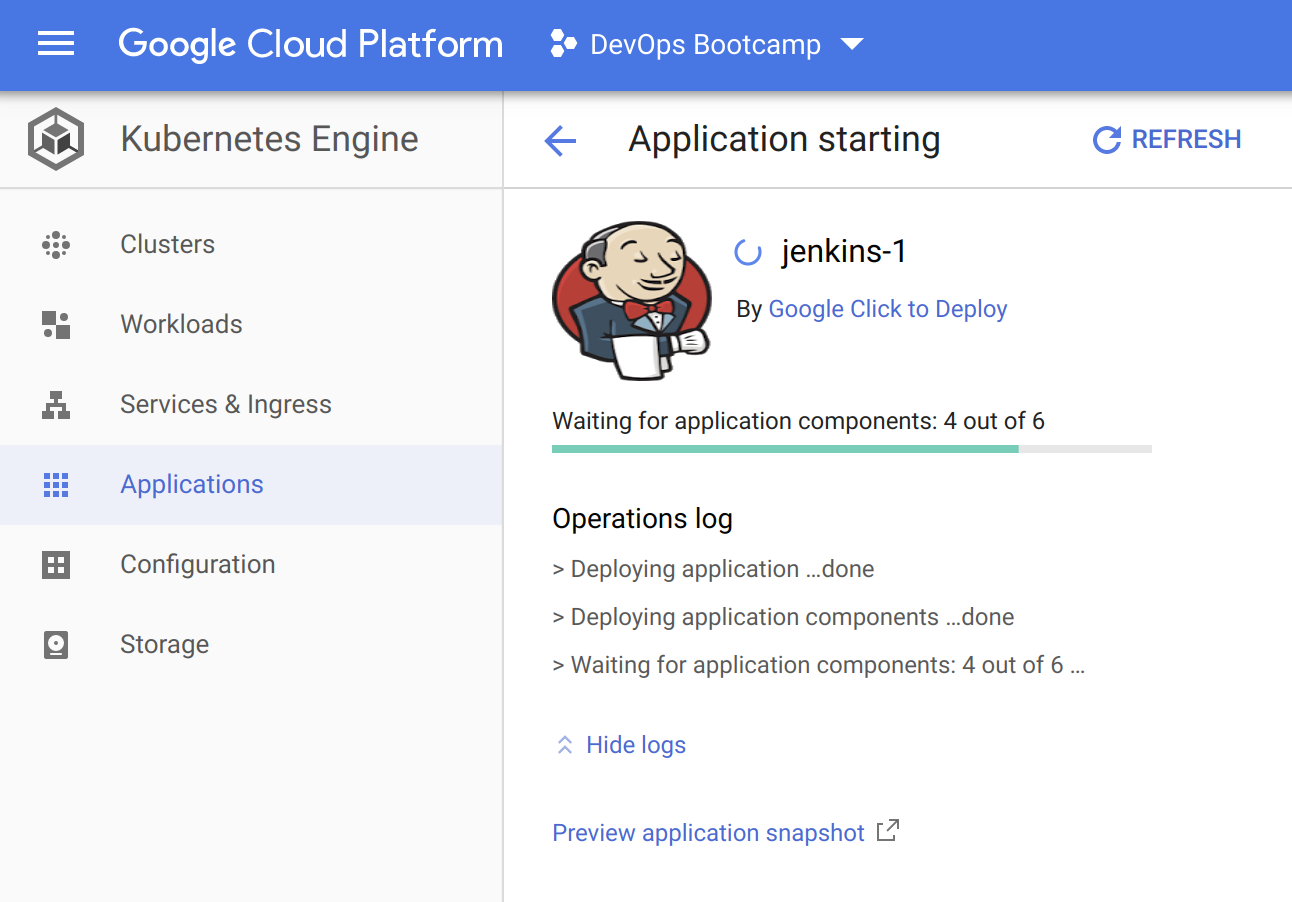 Google Cloud Platform
DevOps Bootcamp
Kubernetes Engine
Clusters
Workloads
Services & Ingress
Applications
Configuration
Storage
Application starting
REFRESH
jenkins-1
By Google Click to Deploy
Waiting for application components: 4 out of 6
Operations log
> Deploying application ...done
> Deploying application components ...done
> Waiting for application components: 4 out of 6 ...
Hide logs
Preview application snapshot